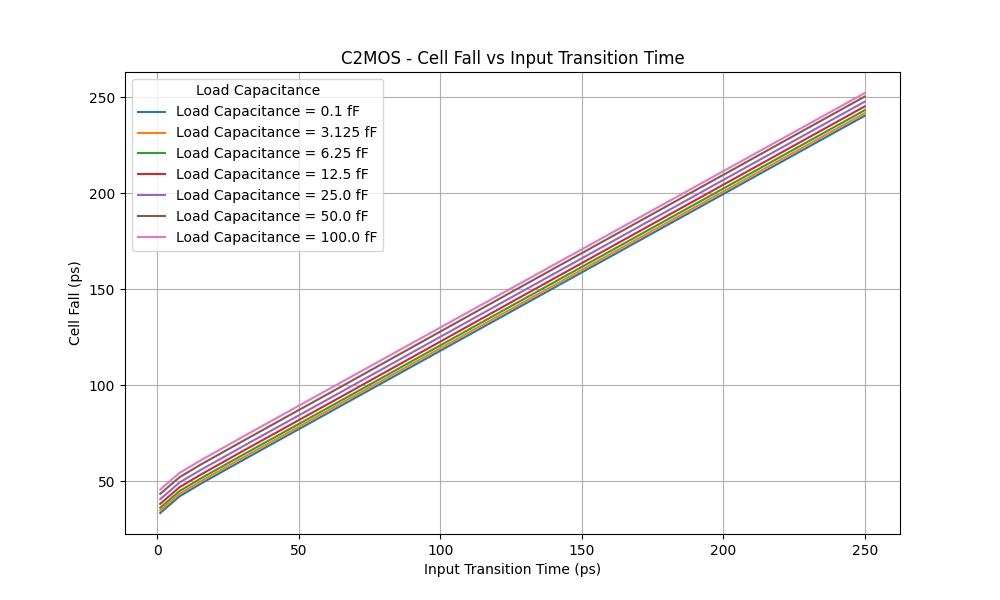 C2MOS - Cell Fall vs Input Transition Time
Load Capacitance
Load Capacitance = 0.1 fF
Load Capacitance = 3.125 fF
Load Capacitance = 6.25 fF
Load Capacitance = 12.5 fF
Load Capacitance = 25.0 fF
Load Capacitance = 50.0 fF
Load Capacitance = 100.0 fF
Cell Fall (ps)
250
200
150
100
50
0
50
100
150
200
250
Input Transition Time (ps)